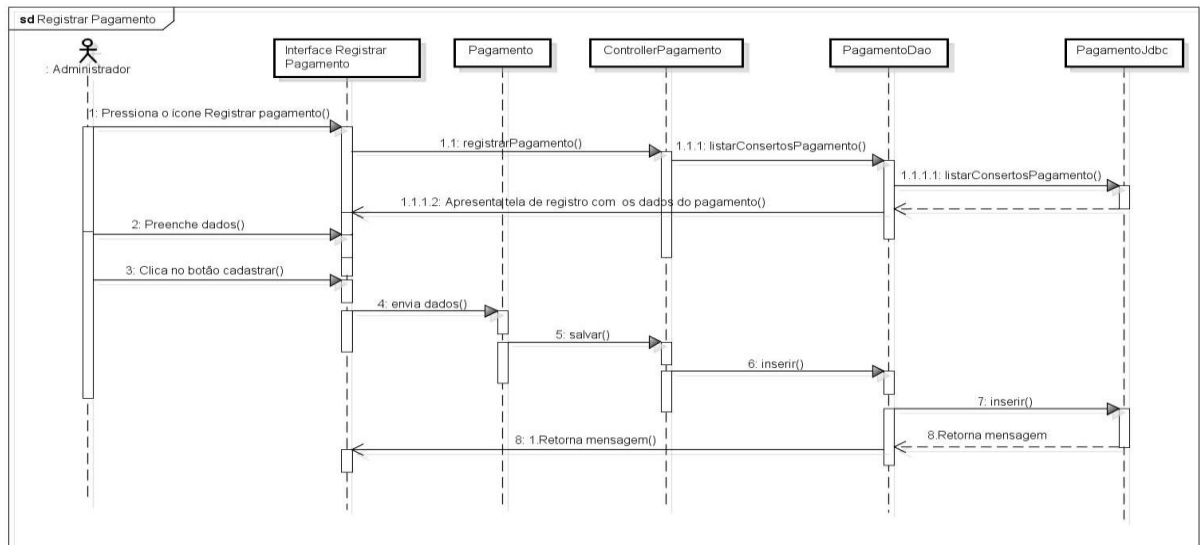 sd Registrar Pagamento
: Administrador
Interface Registrar
Pagamento
Pagamento
ControllerPagamento
PagamentoDao
PagamentoJdbc
1: Pressiona o ícone Registrar pagamento()
1.1: registrarPagamento()
1.1.1: listarConsertosPagamento()
1.1.1.1: listarConsertosPagamento()
1.1.1.2: Apresenta tela de registro com os dados do pagamento()
2: Preenche dados()
3: Clica no botão cadastrar()
4: envia dados()
5: salvar()
6: inserir()
7: inserir()
8.Retorna mensagem
8: 1.Retorna mensagem()